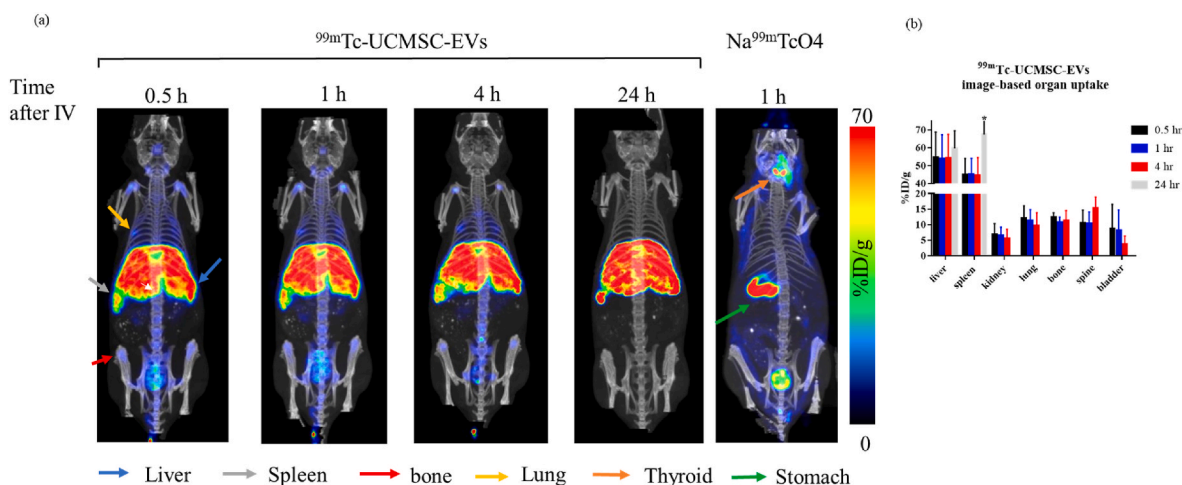 (a)
99mTc-UCMSC-EVs
Na99mTcO4
Time
after IV
0.5 h
1 h
4 h
24 h
1 h
70
%ID/g
0
Liver
Spleen
bone
Lung
Thyroid
Stomach
(b)
99mTc-UCMSC-EVs
image-based organ uptake
%ID/g
70
60
50
40
20
15
10
5
0
*
0.5 hr
1 hr
4 hr
24 hr
liver
spleen
kidney
lung
bone
spine
bladder